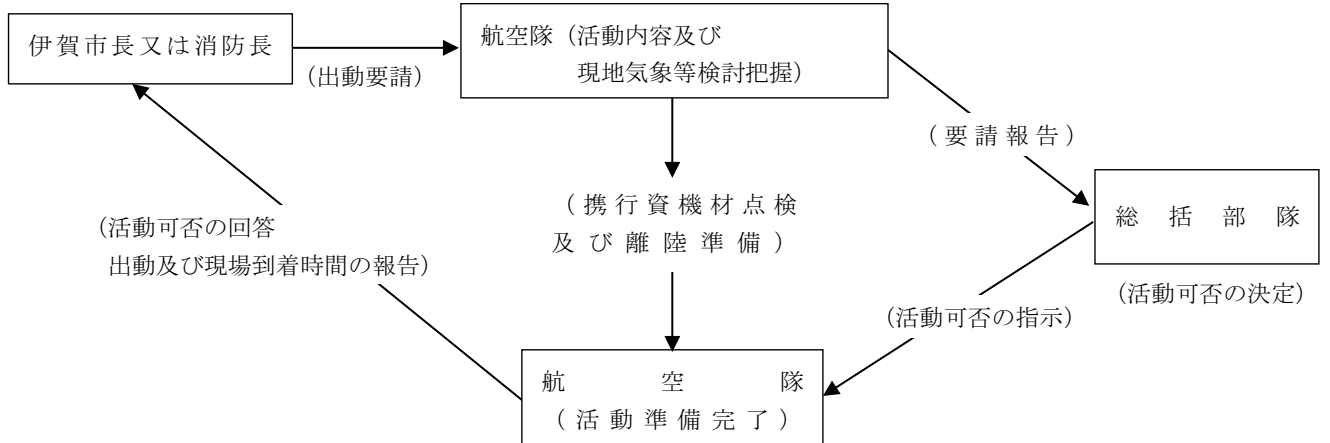 伊賀市長又は消防長
(出動要請)
航空隊（活動内容及び
現地気象等検討把握）
(要請報告)
(携行資機材点検
及び離陸準備)
総括部隊
(活動可否の決定)
(活動可否の回答
出動及び現場到着時間の報告)
(活動可否の指示)
航空隊
(活動準備完了)